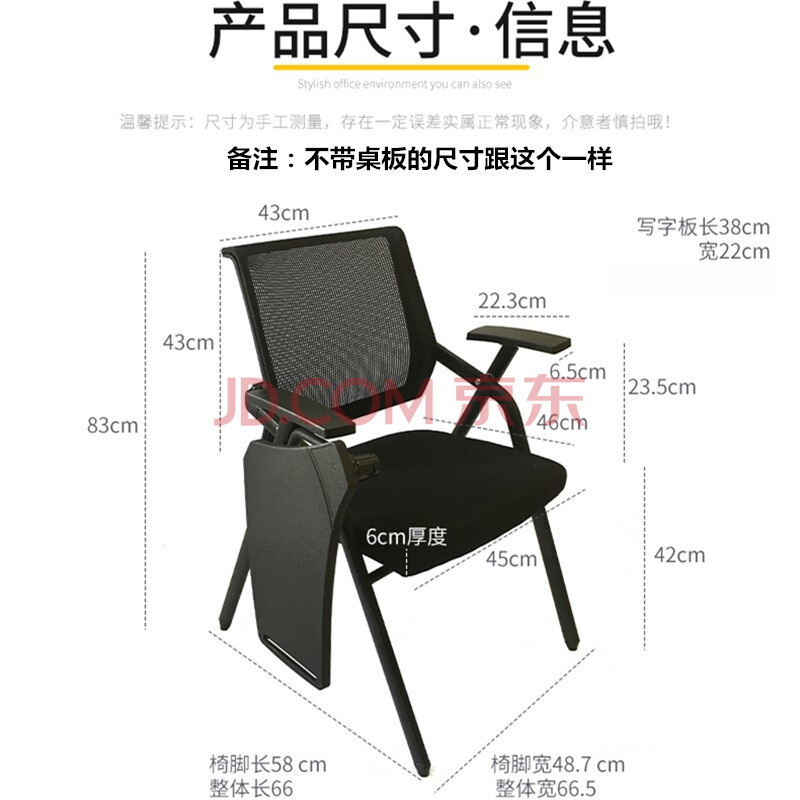 产品尺寸·信息
Stylish office environment you can also see
温馨提示：尺寸为手工测量，存在一定误差实属正常现象，介意者慎拍哦！
备注：不带桌板的尺寸跟这个一样
43cm
写字板长38cm
宽22cm
22.3cm
43cm
6.5cm
23.5cm
JD.COM 京东
83cm
46cm
6cm厚度
45cm
42cm
椅脚长58 cm
整体长66
椅脚宽48.7 cm
整体宽66.5